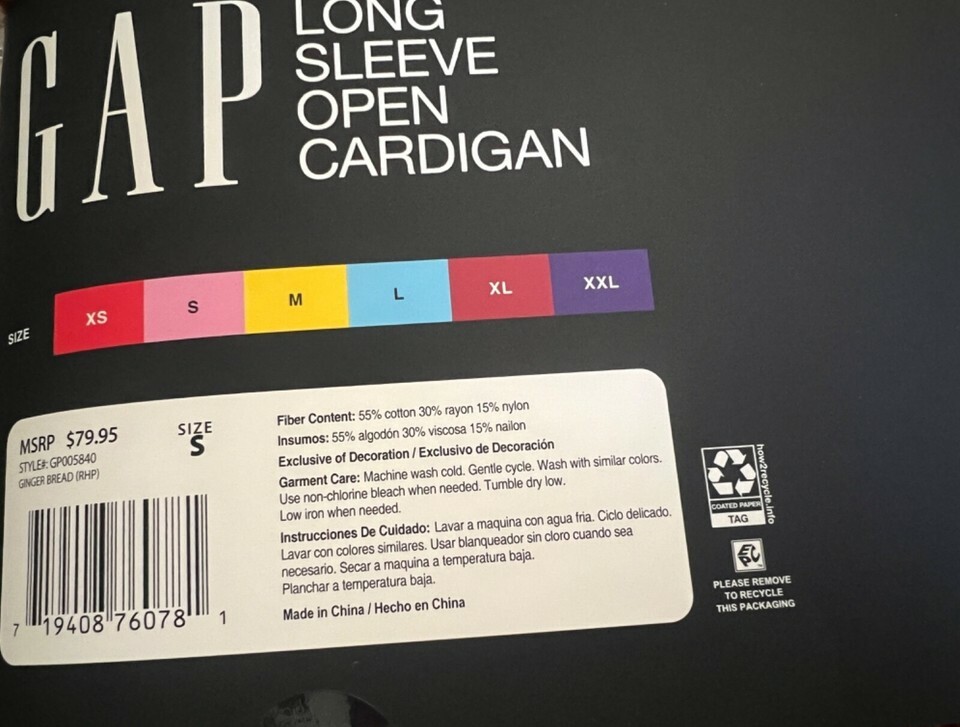 GAP
LONG
SLEEVE
OPEN
CARDIGAN
SIZE
XS S M L XL XXL
MSRP $79.95
STYLE#: GP005840
GINGER BREAD (RHP)
SIZE
S
7 19408 76078 1
Fiber Content: 55% cotton 30% rayon 15% nylon
Insumos: 55% algodón 30% viscosa 15% nailon
Exclusive of Decoration / Exclusivo de Decoración
Garment Care: Machine wash cold. Gentle cycle. Wash with similar colors.
Use non-chlorine bleach when needed. Tumble dry low.
Low iron when needed.
Instrucciones De Cuidado: Lavar a maquina con agua fria. Ciclo delicado.
Lavar con colores similares. Usar blanqueador sin cloro cuando sea
necesario. Secar a maquina a temperatura baja.
Planchar a temperatura baja.
Made in China / Hecho en China
COATED PAPER
TAG
how2recycle.info
EPC
PLEASE REMOVE
TO RECYCLE
THIS PACKAGING